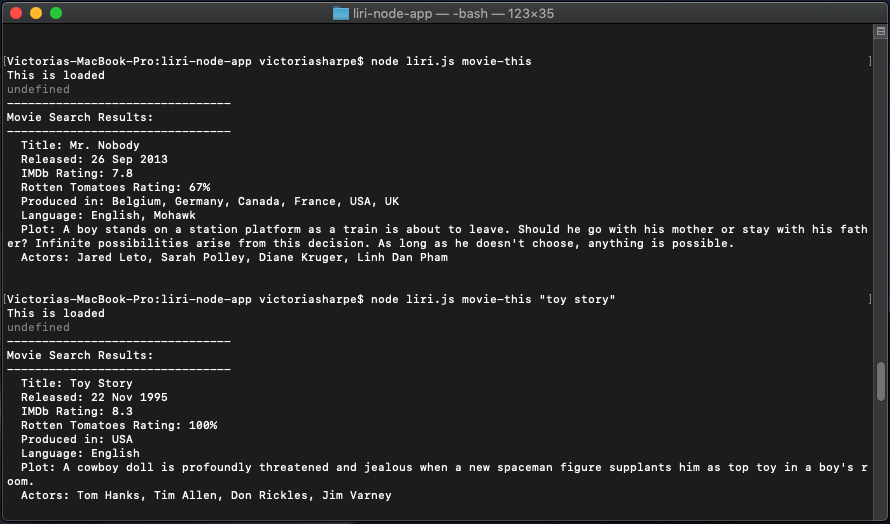 liri-node-app — -bash — 123×35
[Victorias-MacBook-Pro:liri-node-app victoriasharpe$ node liri.js movie-this ]
This is loaded
undefined
--------------------------------
Movie Search Results:
--------------------------------
  Title: Mr. Nobody
  Released: 26 Sep 2013
  IMDb Rating: 7.8
  Rotten Tomatoes Rating: 67%
  Produced in: Belgium, Germany, Canada, France, USA, UK
  Language: English, Mohawk
  Plot: A boy stands on a station platform as a train is about to leave. Should he go with his mother or stay with his fath
er? Infinite possibilities arise from this decision. As long as he doesn't choose, anything is possible.
  Actors: Jared Leto, Sarah Polley, Diane Kruger, Linh Dan Pham
[Victorias-MacBook-Pro:liri-node-app victoriasharpe$ node liri.js movie-this "toy story" ]
This is loaded
undefined
--------------------------------
Movie Search Results:
--------------------------------
  Title: Toy Story
  Released: 22 Nov 1995
  IMDb Rating: 8.3
  Rotten Tomatoes Rating: 100%
  Produced in: USA
  Language: English
  Plot: A cowboy doll is profoundly threatened and jealous when a new spaceman figure supplants him as top toy in a boy's r
oom.
  Actors: Tom Hanks, Tim Allen, Don Rickles, Jim Varney